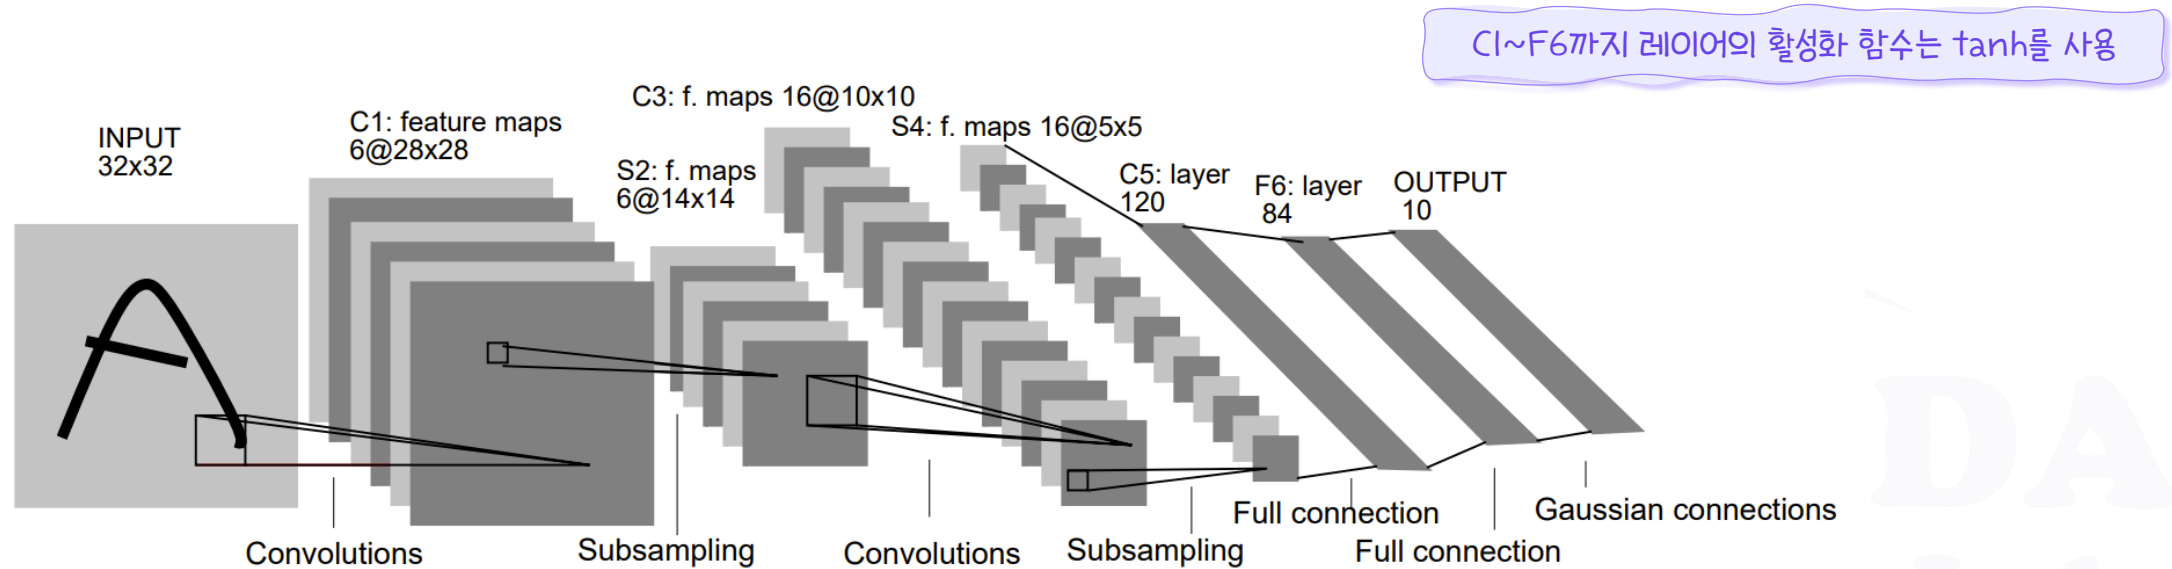 C1~F6까지 레이어의 활성화 함수는 tanh를 사용
INPUT
32x32
C1: feature maps
6@28x28
S2: f. maps
6@14x14
C3: f. maps 16@10x10
S4: f. maps 16@5x5
C5: layer
120
F6: layer
84
OUTPUT
10
Convolutions
Subsampling
Convolutions
Subsampling
Full connection
Full connection
Gaussian connections
DA